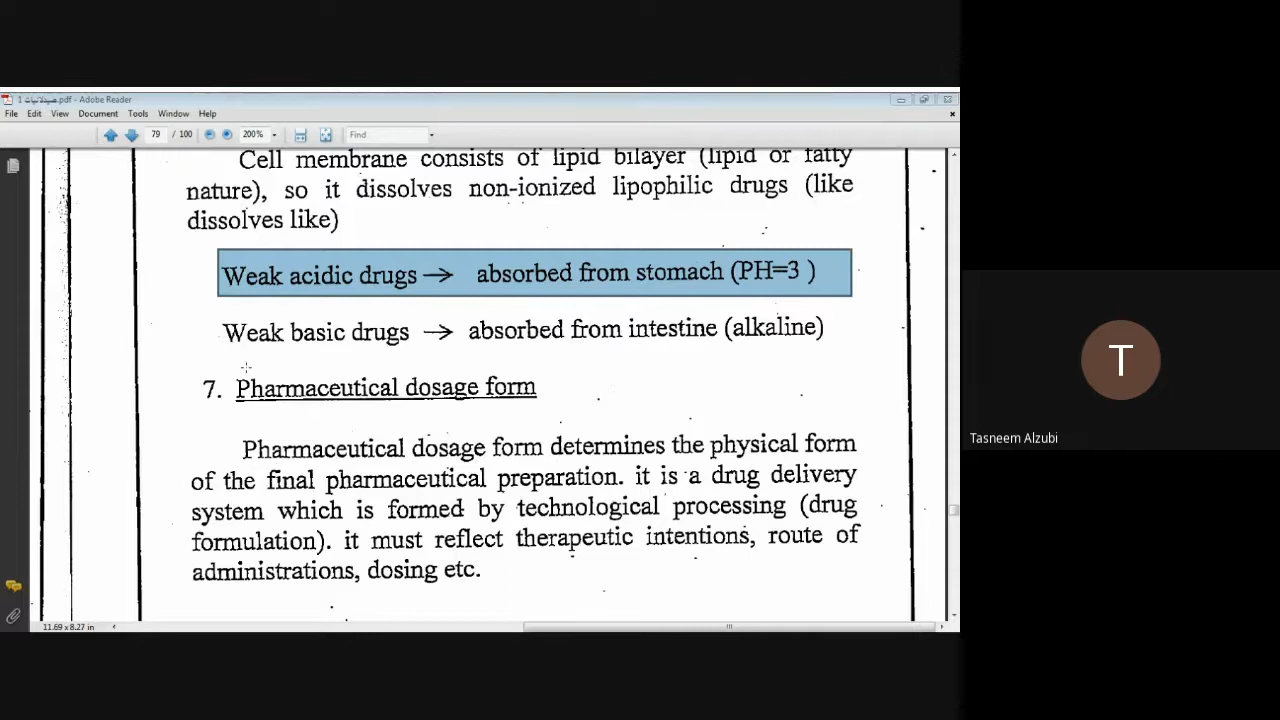 1 صيدلانيات.pdf - Adobe Reader
File Edit View Document Tools Window Help
79 / 100 200% Find
Cell membrane consists of lipid bilayer (lipid or fatty
nature), so it dissolves non-ionized lipophilic drugs (like
dissolves like)
Weak acidic drugs → absorbed from stomach (PH=3 )
Weak basic drugs → absorbed from intestine (alkaline)
7. Pharmaceutical dosage form
Pharmaceutical dosage form determines the physical form
of the final pharmaceutical preparation. it is a drug delivery
system which is formed by technological processing (drug
formulation). it must reflect therapeutic intentions, route of
administrations, dosing etc.
11.69 x 8.27 in
T
Tasneem Alzubi